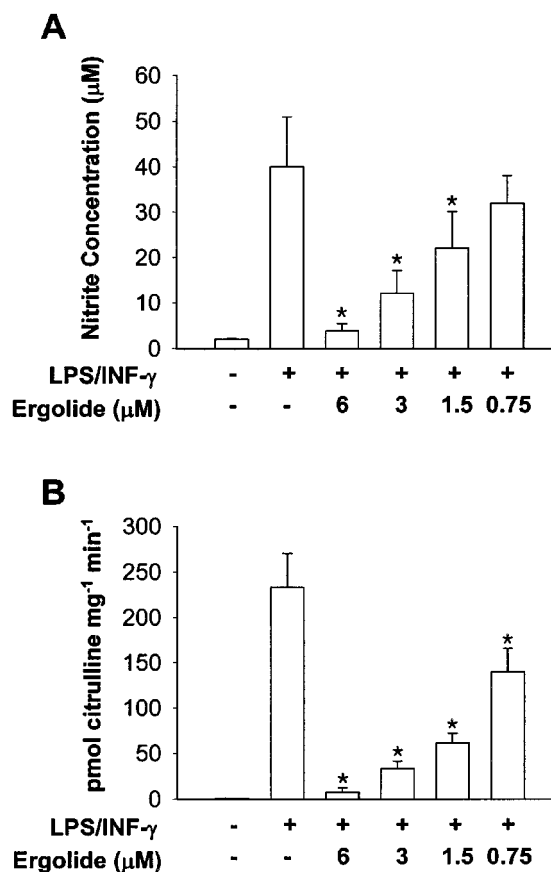 A
Nitrite Concentration (μM)
60
50
40
30
20
10
0
* * *
LPS/INF-γ - + + + + +
Ergolide (μM) - - 6 3 1.5 0.75
B
pmol citrulline mg-1 min-1
300
250
200
150
100
50
0
* * * *
LPS/INF-γ - + + + + +
Ergolide (μM) - - 6 3 1.5 0.75